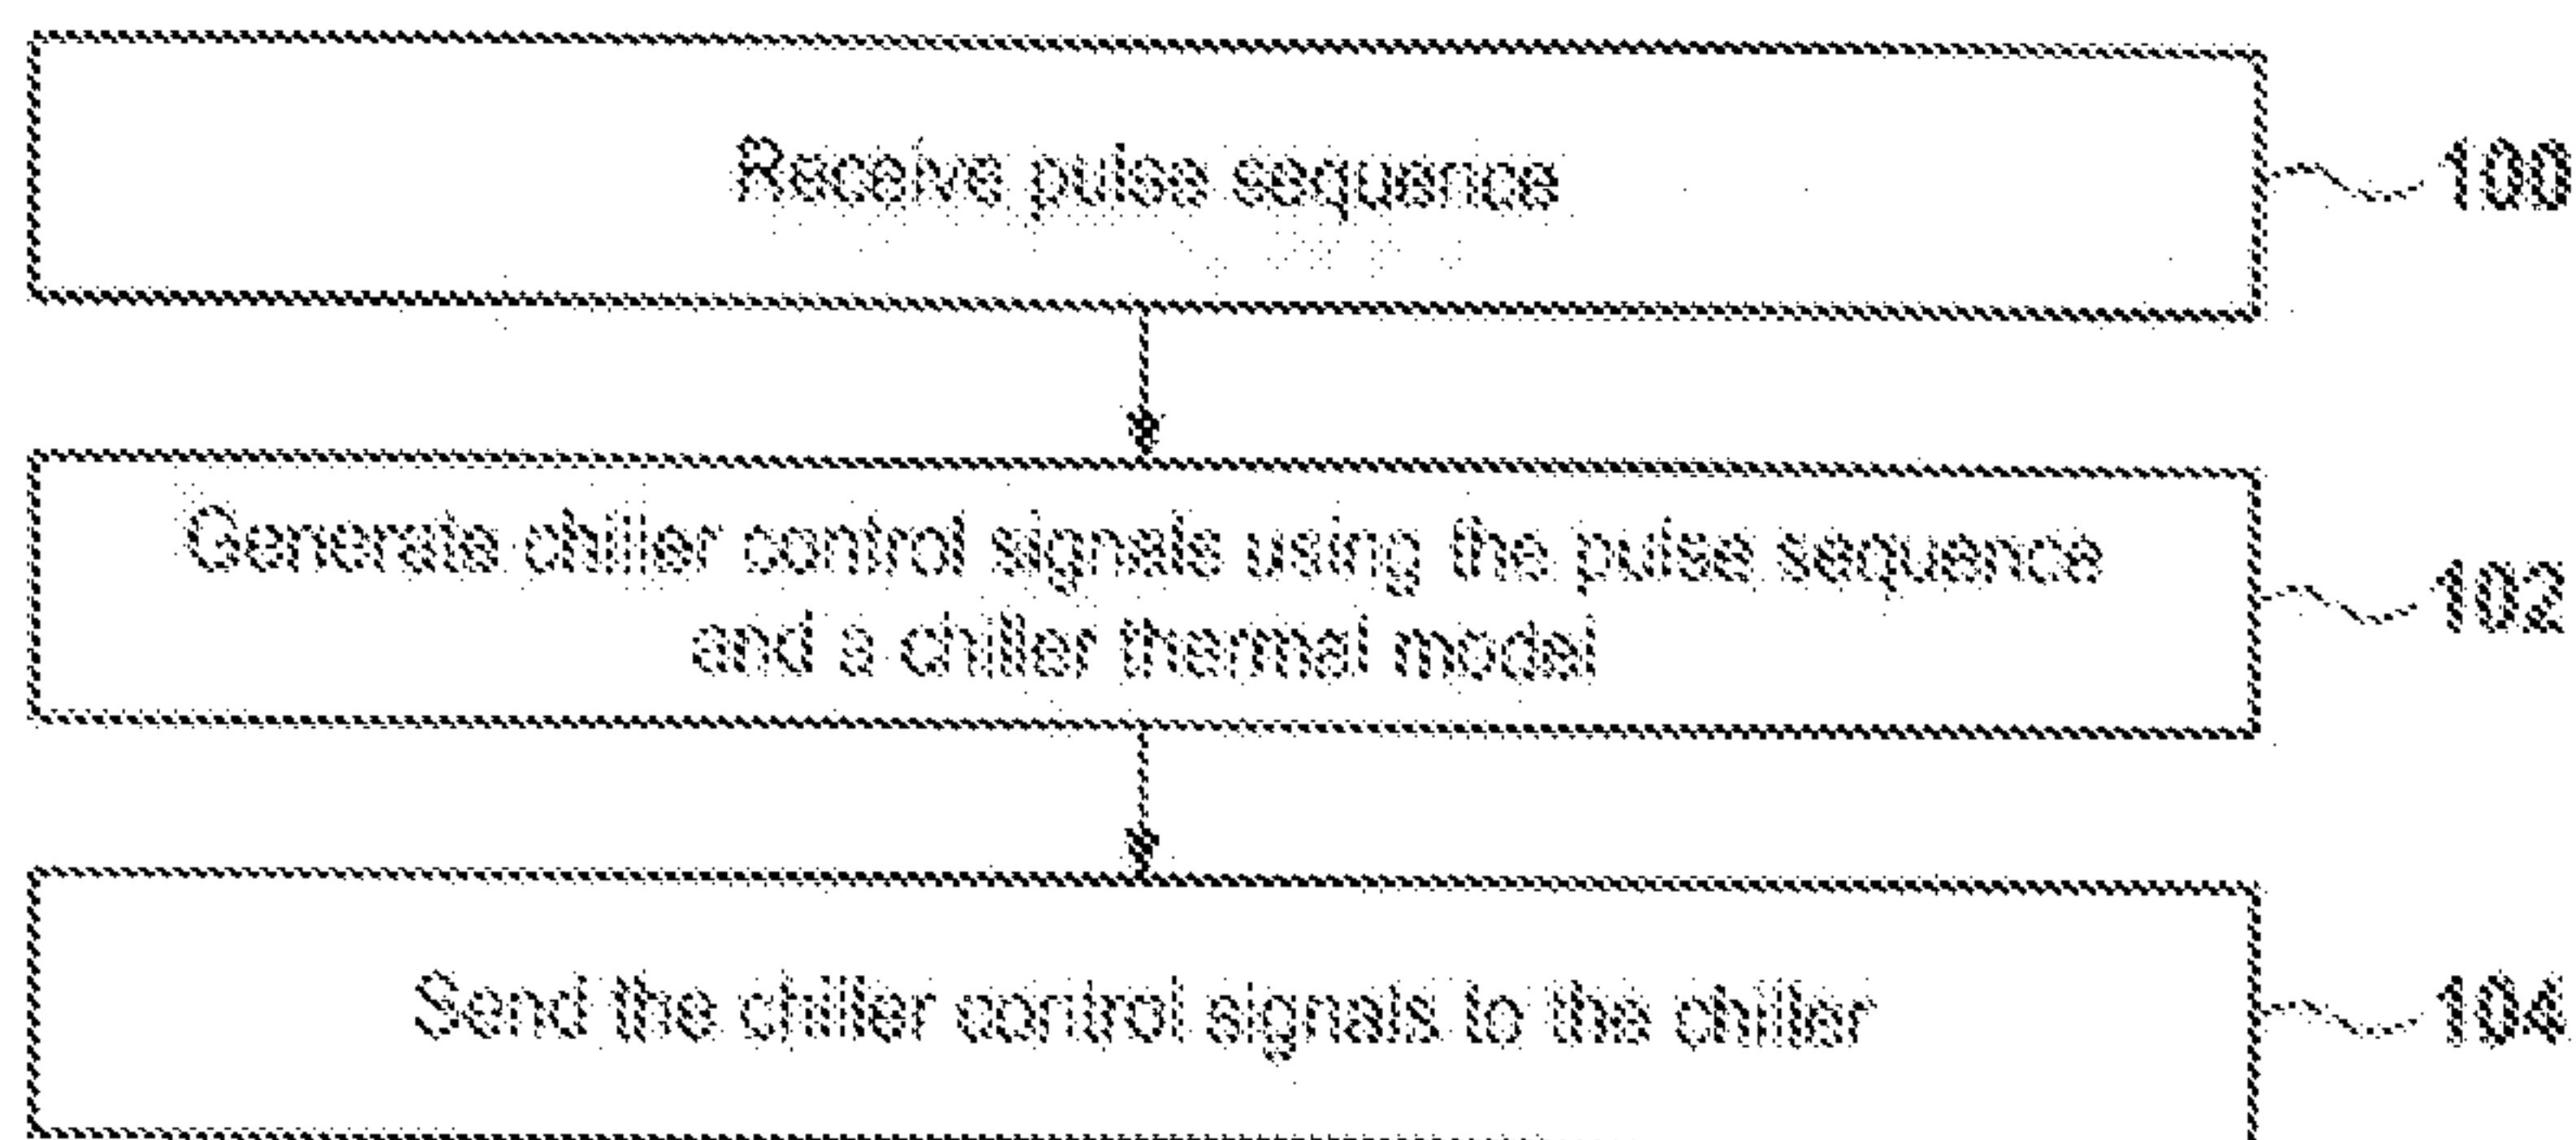 Receive pulse sequence
100
Generate chiller control signals using the pulse sequence
and a chiller thermal model
102
Send the chiller control signals to the chiller
104